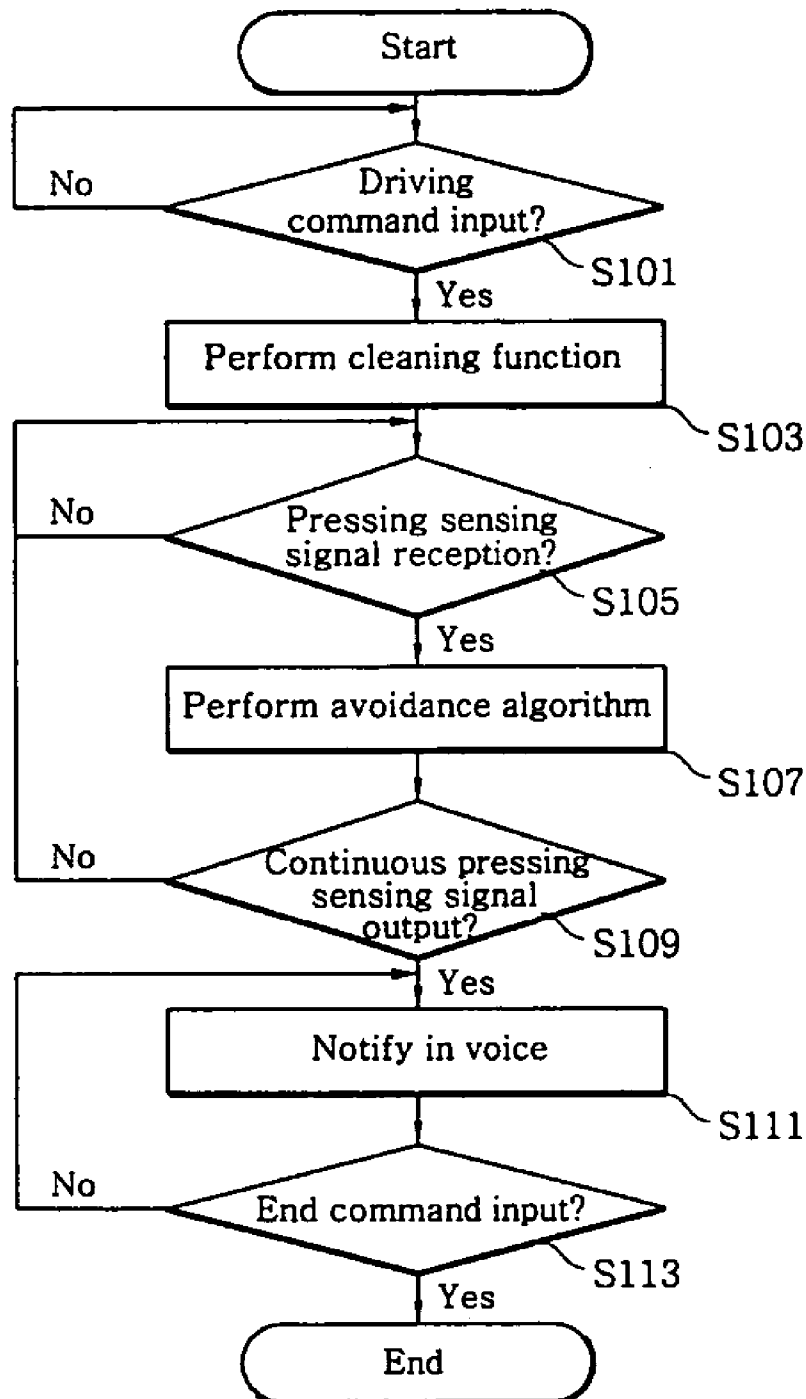 Start
No
Driving
command input?
S101
Yes
Perform cleaning function
S103
No
Pressing sensing
signal reception?
S105
Yes
Perform avoidance algorithm
S107
No
Continuous pressing
sensing signal
output?
S109
Yes
Notify in voice
S111
No
End command input?
S113
Yes
End